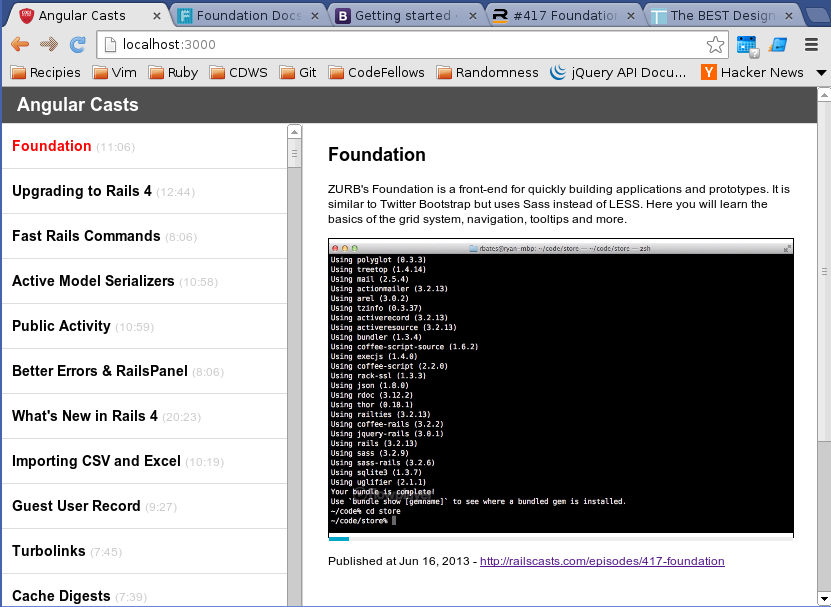 Angular Casts
Foundation Docs
Getting started ·
#417 Foundation
The BEST Design
localhost:3000
Recipies Vim Ruby CDWS Git CodeFellows Randomness jQuery API Docu... Hacker News
Angular Casts
Foundation (11:06)
Upgrading to Rails 4 (12:44)
Fast Rails Commands (8:06)
Active Model Serializers (10:58)
Public Activity (10:59)
Better Errors & RailsPanel (8:06)
What's New in Rails 4 (20:23)
Importing CSV and Excel (10:19)
Guest User Record (9:27)
Turbolinks (7:45)
Cache Digests (7:39)
Foundation
ZURB's Foundation is a front-end for quickly building applications and prototypes. It is
similar to Twitter Bootstrap but uses Sass instead of LESS. Here you will learn the
basics of the grid system, navigation, tooltips and more.
rbates@ryan-mbp: ~/code/store — ~/code/store — zsh
Using polyglot (0.3.3)
Using treetop (1.4.14)
Using mail (2.5.4)
Using actionmailer (3.2.13)
Using arel (3.0.2)
Using tzinfo (0.3.37)
Using activerecord (3.2.13)
Using activeresource (3.2.13)
Using bundler (1.3.4)
Using coffee-script-source (1.6.2)
Using execjs (1.4.0)
Using coffee-script (2.2.0)
Using rack-ssl (1.3.3)
Using json (1.8.0)
Using rdoc (3.12.2)
Using thor (0.18.1)
Using railties (3.2.13)
Using coffee-rails (3.2.2)
Using jquery-rails (3.0.1)
Using rails (3.2.13)
Using sass (3.2.9)
Using sass-rails (3.2.6)
Using sqlite3 (1.3.7)
Using uglifier (2.1.1)
Your bundle is complete!
Use `bundle show [gemname]` to see where a bundled gem is installed.
~/code% cd store
~/code/store%
Published at Jun 16, 2013 - http://railscasts.com/episodes/417-foundation